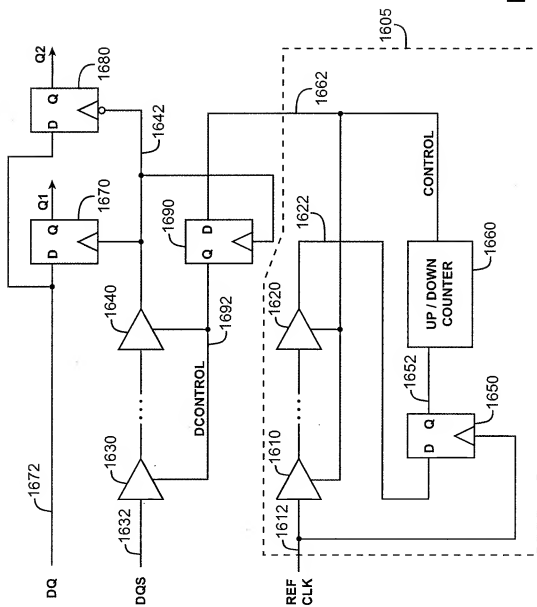 Q2
1680
D Q
1642
1605
Q1
1670
D Q
1662
1690
Q D
1622
CONTROL
1640
1692
1620
UP / DOWN
COUNTER
1660
DCONTROL
1652
1672
1630
1632
1610
1612
D Q
1650
DQ
DQS
REF
CLK